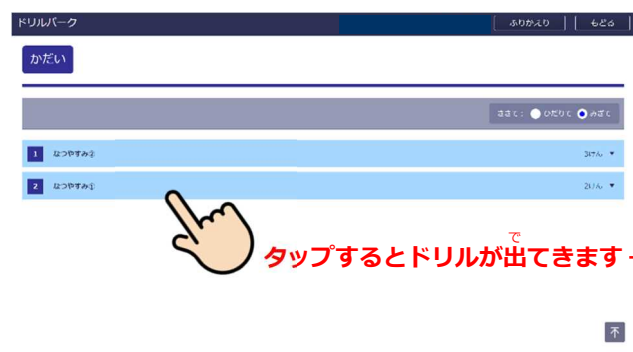 ドリルパーク
ふりかえり もどる
かだい
ききて: ひだりて みぎて
1 なつやすみ② 3けん ▼
2 なつやすみ① 2けん ▼
で
タップするとドリルが出てきます